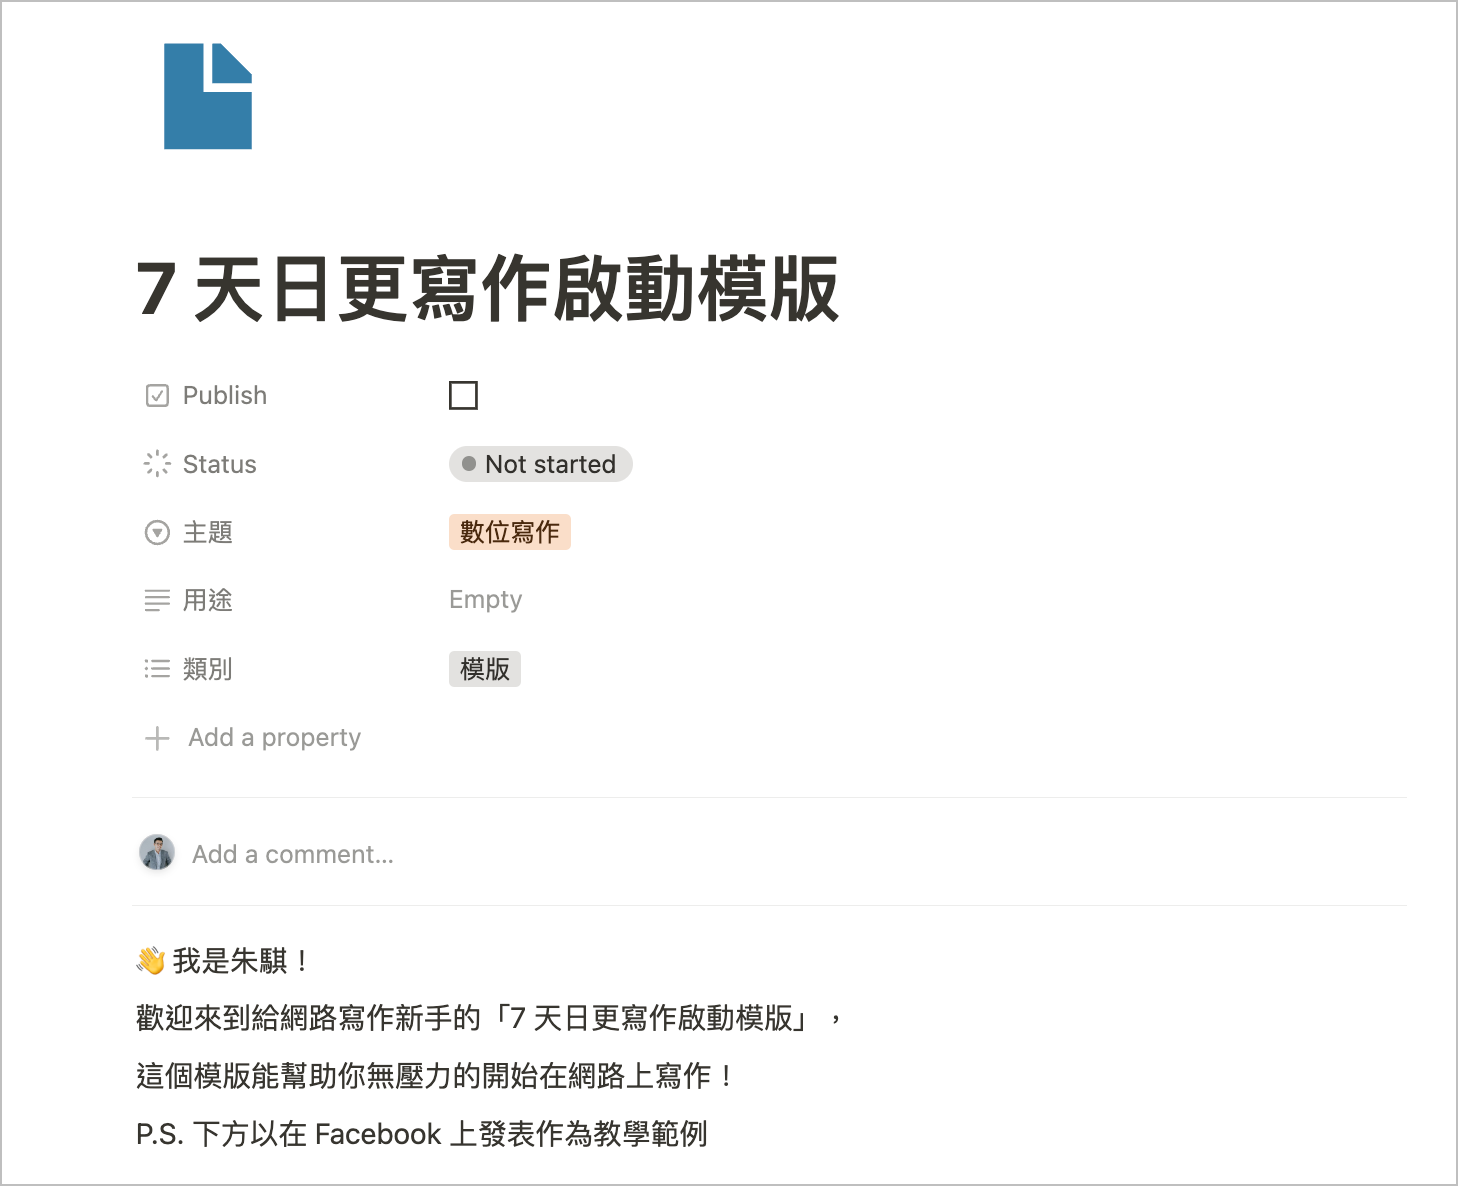 7 天日更寫作啟動模版
Publish
Status Not started
主題 數位寫作
用途 Empty
類別 模版
Add a property
Add a comment...
👋 我是朱騏！
歡迎來到給網路寫作新手的「7 天日更寫作啟動模版」，
這個模版能幫助你無壓力的開始在網路上寫作！
P.S. 下方以在 Facebook 上發表作為教學範例